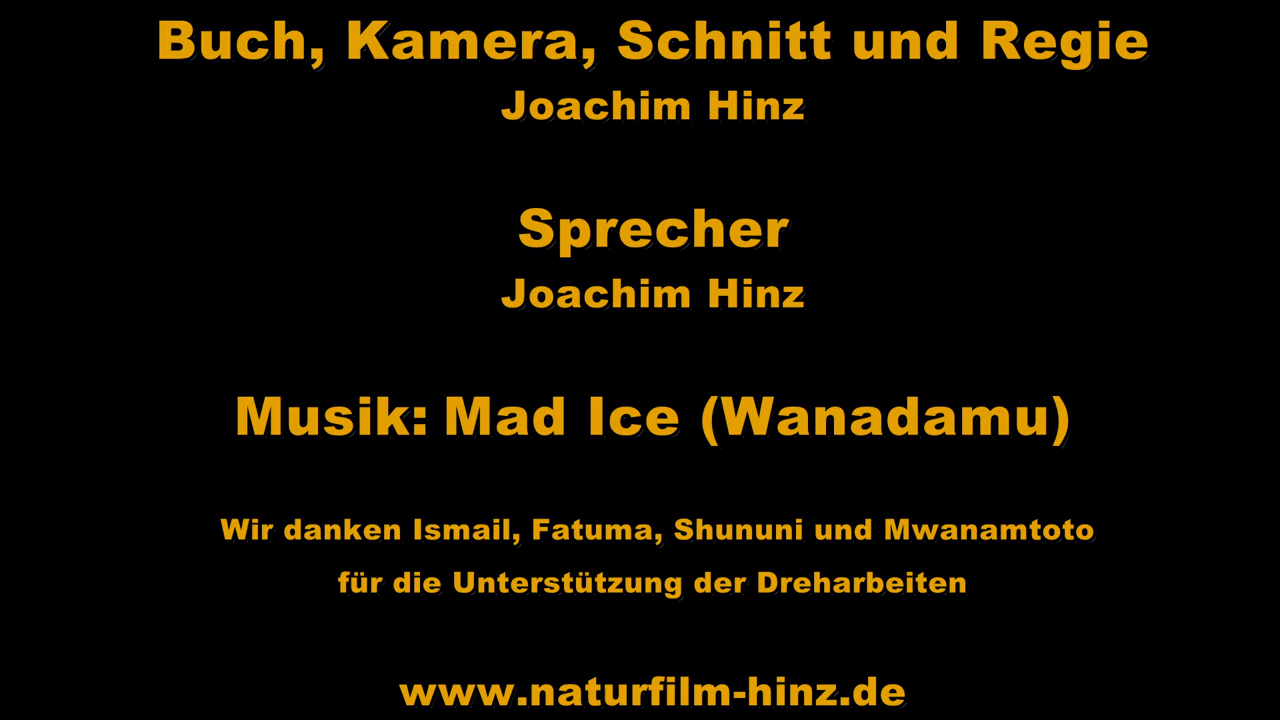 Buch, Kamera, Schnitt und Regie
Joachim Hinz
Sprecher
Joachim Hinz
Musik: Mad Ice (Wanadamu)
Wir danken Ismail, Fatuma, Shununi und Mwanamtoto
für die Unterstützung der Dreharbeiten
www.naturfilm-hinz.de